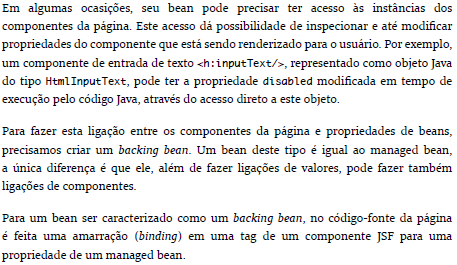 Em algumas ocasiões, seu bean pode precisar ter acesso às instâncias dos
componentes da página. Este acesso dá possibilidade de inspecionar e até modificar
propriedades do componente que está sendo renderizado para o usuário. Por exemplo,
um componente de entrada de texto <h:inputText/>, representado como objeto Java
do tipo HtmlInputText, pode ter a propriedade disabled modificada em tempo de
execução pelo código Java, através do acesso direto a este objeto.
Para fazer esta ligação entre os componentes da página e propriedades de beans,
precisamos criar um backing bean. Um bean deste tipo é igual ao managed bean,
a única diferença é que ele, além de fazer ligações de valores, pode fazer também
ligações de componentes.
Para um bean ser caracterizado como um backing bean, no código-fonte da página
é feita uma amarração (binding) em uma tag de um componente JSF para uma
propriedade de um managed bean.